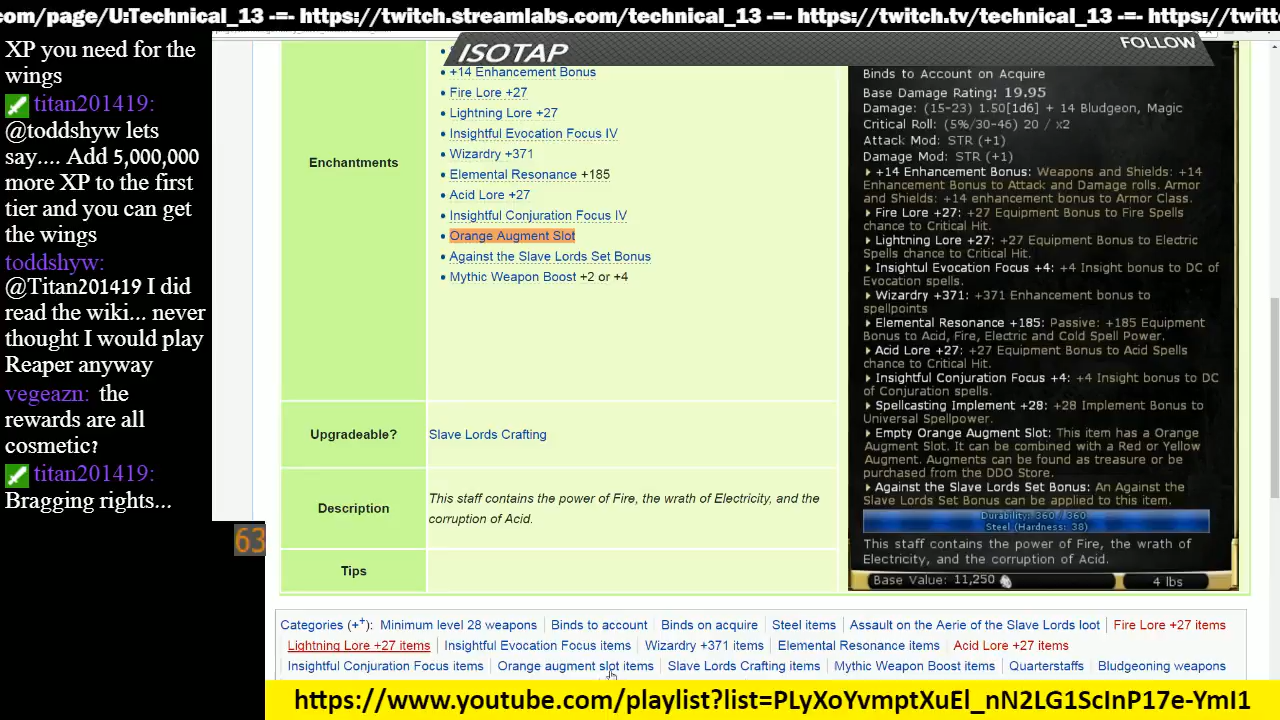 com/page/U:Technical_13 -=- https://twitch.streamlabs.com/technical_13 -=- https://twitch.tv/technical_13 -=- https://twitt
ISOTAP
FOLLOW
XP you need for the
wings
titan201419:
@toddshyw lets
say.... Add 5,000,000
more XP to the first
tier and you can get
the wings
toddshyw:
@Titan201419 I did
read the wiki... never
thought I would play
Reaper anyway
vegeazn: the
rewards are all
cosmetic?
titan201419:
Bragging rights...
63
Enchantments
+14 Enhancement Bonus
Fire Lore +27
Lightning Lore +27
Insightful Evocation Focus IV
Wizardry +371
Elemental Resonance +185
Acid Lore +27
Insightful Conjuration Focus IV
Orange Augment Slot
Against the Slave Lords Set Bonus
Mythic Weapon Boost +2 or +4
Upgradeable?
Slave Lords Crafting
Description
This staff contains the power of Fire, the wrath of Electricity, and the
corruption of Acid.
Tips
Binds to Account on Acquire
Base Damage Rating: 19.95
Damage: (15-23) 1.50[1d6] + 14 Bludgeon, Magic
Critical Roll: (5%/30-46) 20 / x2
Attack Mod: STR (+1)
Damage Mod: STR (+1)
+14 Enhancement Bonus: Weapons and Shields: +14
Enhancement Bonus to Attack and Damage rolls. Armor
and Shields: +14 enhancement bonus to Armor Class.
Fire Lore +27: +27 Equipment Bonus to Fire Spells
chance to Critical Hit.
Lightning Lore +27: +27 Equipment Bonus to Electric
Spells chance to Critical Hit.
Insightful Evocation Focus +4: +4 Insight bonus to DC of
Evocation spells.
Wizardry +371: +371 Enhancement bonus to
spellpoints
Elemental Resonance +185: Passive: +185 Equipment
Bonus to Acid, Fire, Electric and Cold Spell Power.
Acid Lore +27: +27 Equipment Bonus to Acid Spells
chance to Critical Hit.
Insightful Conjuration Focus +4: +4 Insight bonus to DC
of Conjuration spells.
Spellcasting Implement +28: +28 Implement Bonus to
Universal Spellpower.
Empty Orange Augment Slot: This item has a Orange
Augment Slot. It can be combined with a Red or Yellow
Augment. Augments can be found as treasure or be
purchased from the DDO Store.
Against the Slave Lords Set Bonus: An Against the
Slave Lords Set Bonus can be applied to this item.
Durability: 360 / 360
Steel (Hardness: 38)
This staff contains the power of Fire, the wrath of
Electricity, and the corruption of Acid.
Base Value: 11,250
4 lbs
Categories (++): Minimum level 28 weapons | Binds to account | Binds on acquire | Steel items | Assault on the Aerie of the Slave Lords loot | Fire Lore +27 items
Lightning Lore +27 items | Insightful Evocation Focus items | Wizardry +371 items | Elemental Resonance items | Acid Lore +27 items
Insightful Conjuration Focus items | Orange augment slot items | Slave Lords Crafting items | Mythic Weapon Boost items | Quarterstaffs | Bludgeoning weapons
https://www.youtube.com/playlist?list=PLyXoYvmptXuEl_nN2LG1ScInP17e-YmI1